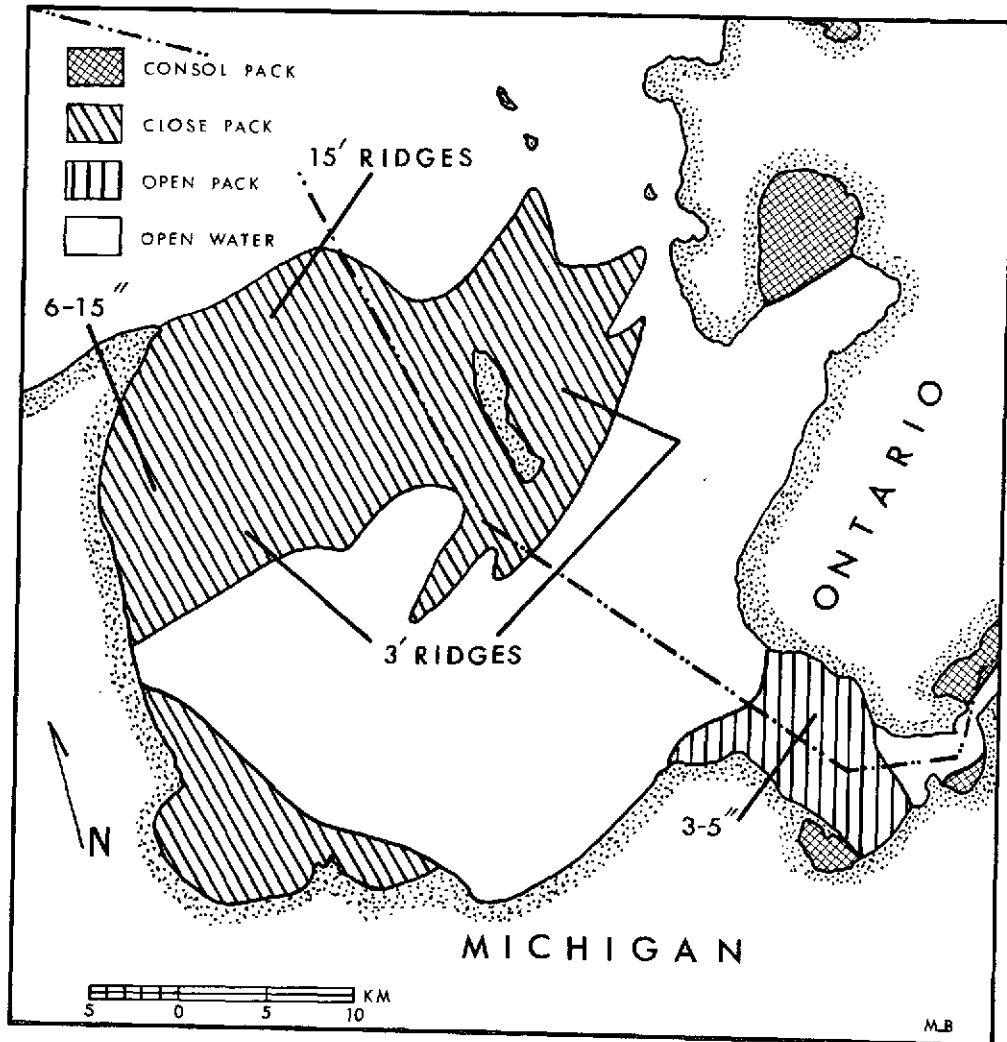 CONSOL PACK
CLOSE PACK
OPEN PACK
OPEN WATER
15′ RIDGES
6-15″
3′ RIDGES
ONTARIO
3-5″
N
MICHIGAN
KM
5 0 5 10
M_B